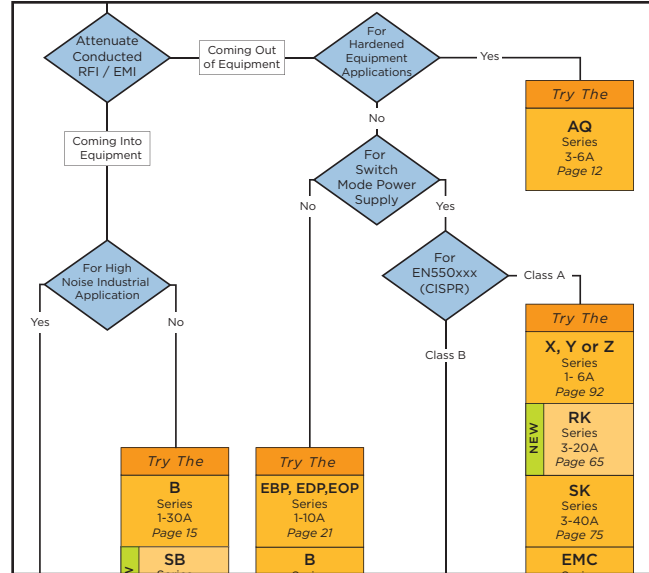 Attenuate
Conducted
RFI / EMI
Coming Out
of Equipment
For
Hardened
Equipment
Applications
Yes
Try The
AQ
Series
3-6A
Page 12
Coming Into
Equipment
No
For
Switch
Mode Power
Supply
No
Yes
For High
Noise Industrial
Application
For
EN550xxx
(CISPR)
Class A
Yes
No
Class B
Try The
X, Y or Z
Series
1- 6A
Page 92
NEW
RK
Series
3-20A
Page 65
SK
Series
3-40A
Page 75
EMC
Try The
B
Series
1-30A
Page 15
SB
Try The
EBP, EDP,EOP
Series
1-10A
Page 21
B